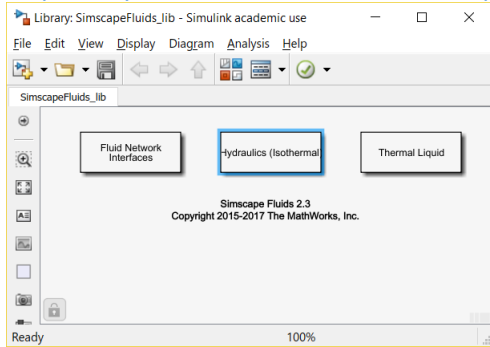 Library: SimscapeFluids_lib - Simulink academic use
File Edit View Display Diagram Analysis Help
SimscapeFluids_lib
Fluid Network
Interfaces
Hydraulics (Isothermal)
Thermal Liquid
Simscape Fluids 2.3
Copyright 2015-2017 The MathWorks, Inc.
A
Ready 100%